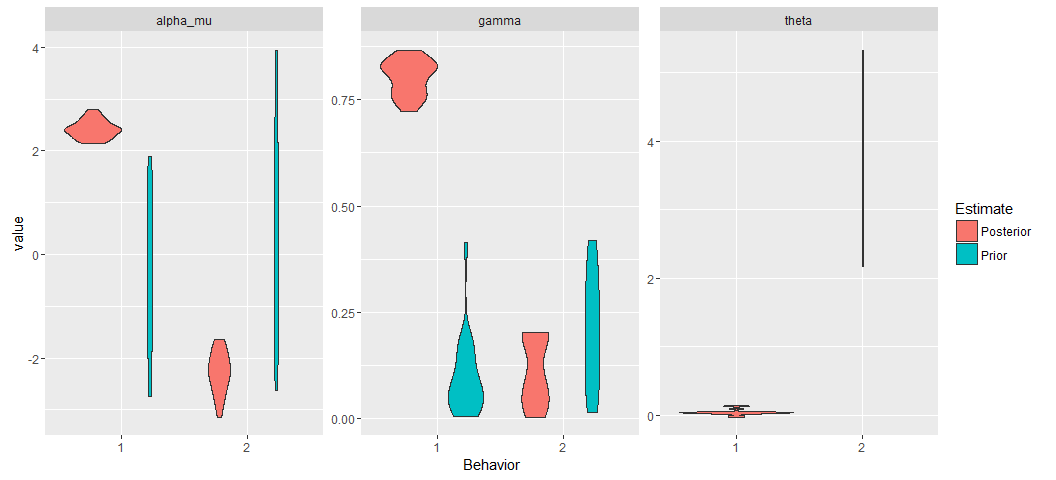 alpha_mu
gamma
theta
value
4
2
0
-2
0.75
0.50
0.25
0.00
4
2
0
1
2
1
2
1
2
Behavior
Estimate
Posterior
Prior